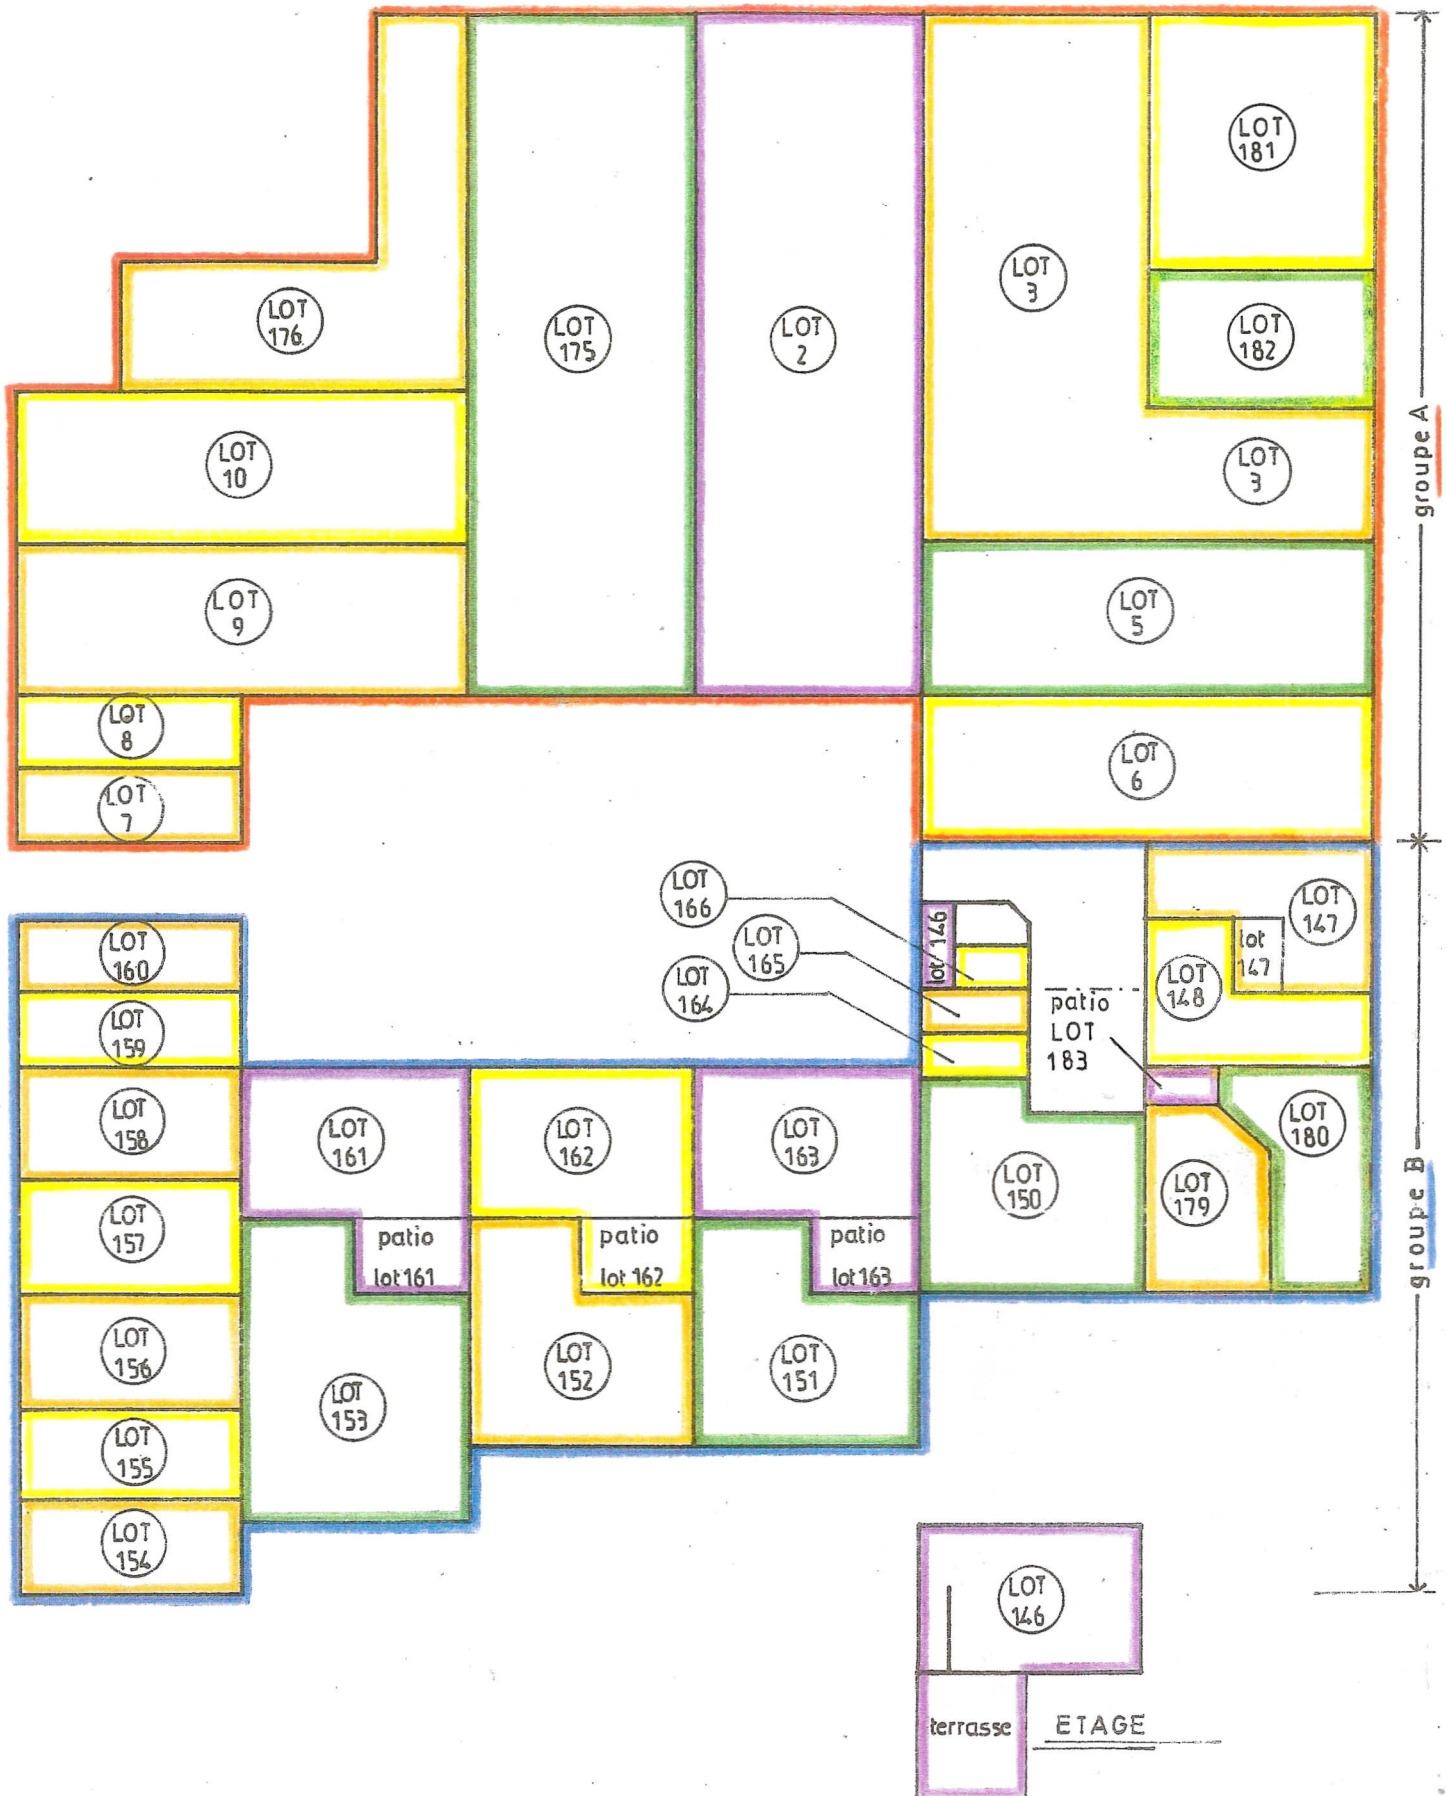 LOT
181
LOT
3
LOT
176
LOT
175
LOT
2
LOT
182
LOT
10
LOT
3
groupe A
LOT
9
LOT
5
LOT
8
LOT
7
LOT
6
LOT
166
LOT
165
LOT
164
lot 146
LOT
147
lot
147
LOT
148
patio
LOT
183
LOT
160
LOT
159
LOT
158
LOT
157
LOT
156
LOT
155
LOT
154
LOT
161
LOT
162
LOT
163
LOT
150
LOT
179
LOT
180
patio
lot 161
patio
lot 162
patio
lot 163
groupe B
LOT
153
LOT
152
LOT
151
LOT
146
terrasse
ETAGE